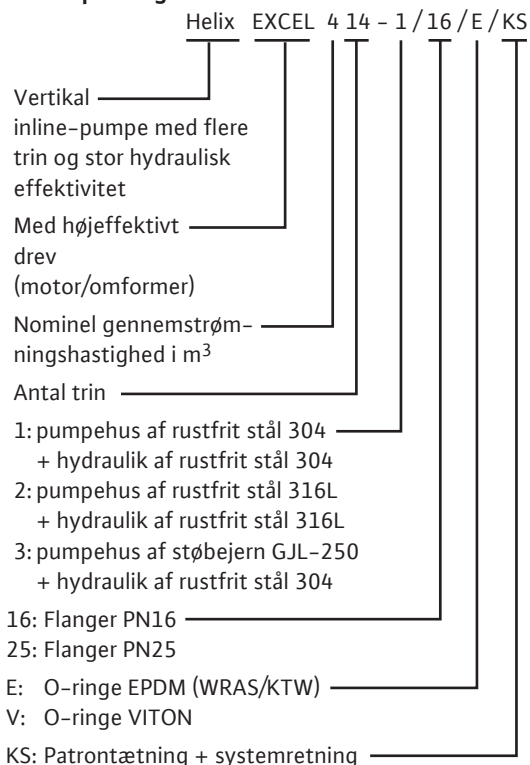 Helix EXCEL 4 14 - 1 / 16 / E / KS
Vertikal
inline-pumpe med flere
trin og stor hydraulisk
effektivitet
Med højeffektivt
drev
(motor/omformer)
Nominel gennemstrøm-
ningshastighed i m³
Antal trin
1: pumpehus af rustfrit stål 304
+ hydraulik af rustfrit stål 304
2: pumpehus af rustfrit stål 316L
+ hydraulik af rustfrit stål 316L
3: pumpehus af støbejern GJL-250
+ hydraulik af rustfrit stål 304
16: Flanger PN16
25: Flanger PN25
E: O-ringe EPDM (WRAS/KTW)
V: O-ringe VITON
KS: Patrontætning + systemretning